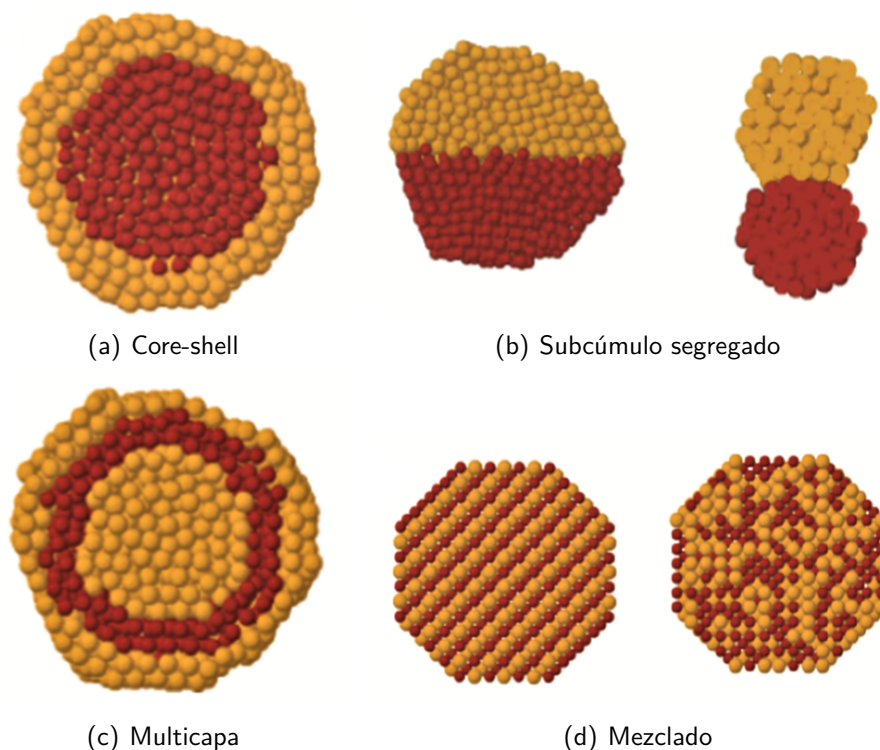 (a) Core-shell
(b) Subcúmulo segregado
(c) Multicapa
(d) Mezclado